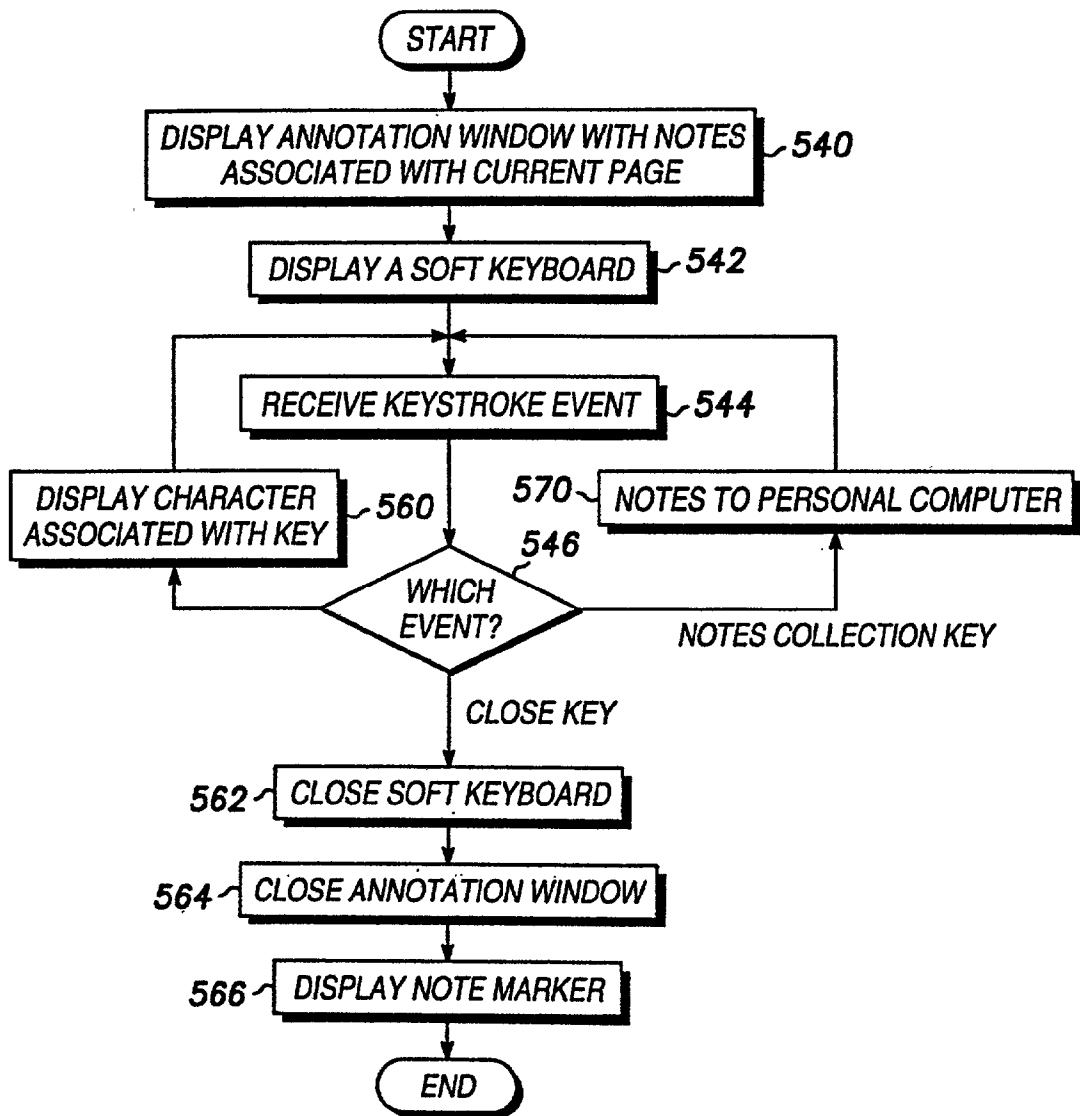 START
DISPLAY ANNOTATION WINDOW WITH NOTES
ASSOCIATED WITH CURRENT PAGE
540
DISPLAY A SOFT KEYBOARD
542
RECEIVE KEYSTROKE EVENT
544
DISPLAY CHARACTER
ASSOCIATED WITH KEY
560
570
NOTES TO PERSONAL COMPUTER
546
WHICH
EVENT?
NOTES COLLECTION KEY
CLOSE KEY
562
CLOSE SOFT KEYBOARD
564
CLOSE ANNOTATION WINDOW
566
DISPLAY NOTE MARKER
END